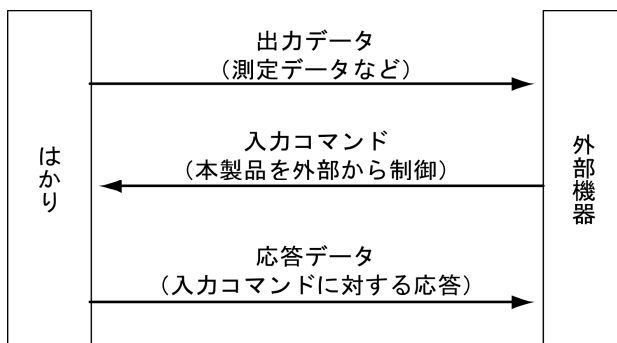 出力データ
(測定データなど)
はかり
入力コマンド
(本製品を外部から制御)
外部機器
応答データ
(入力コマンドに対する応答)